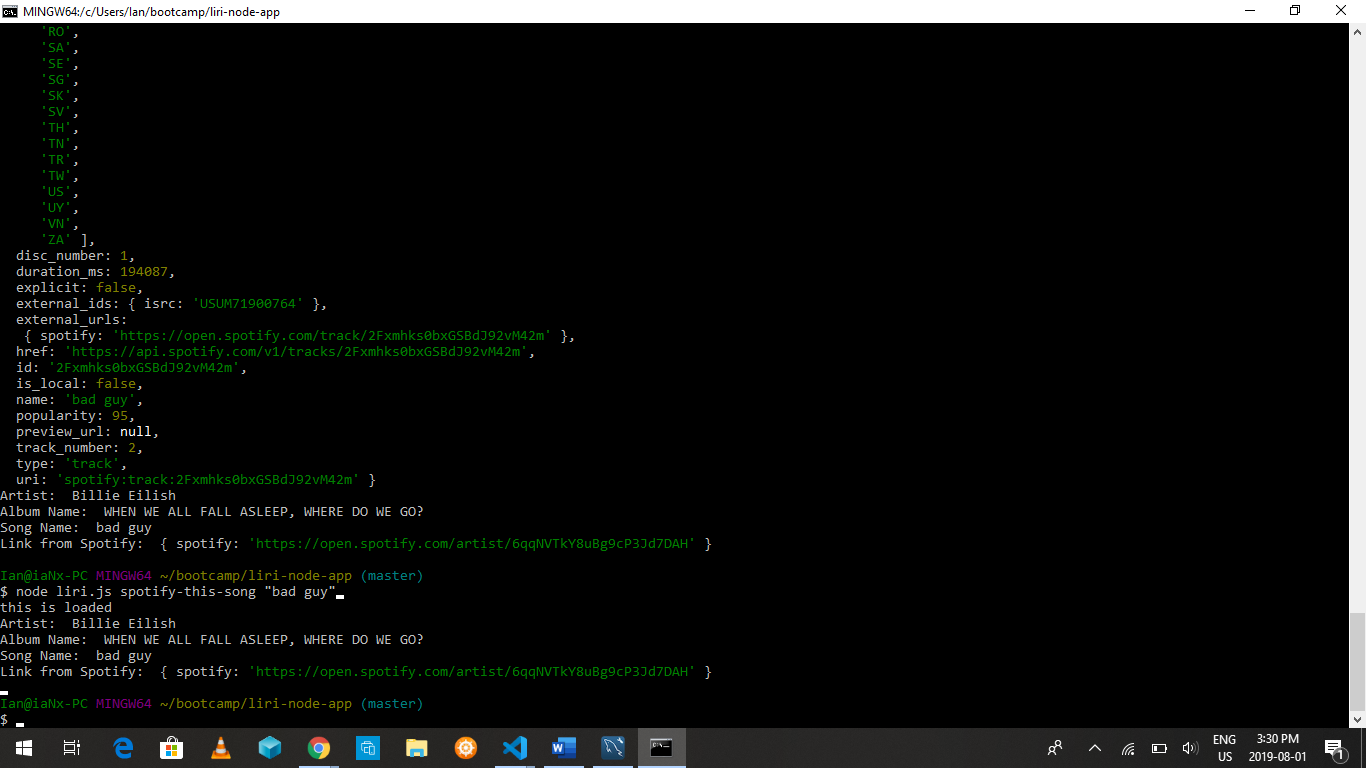 MINGW64:/c/Users/Ian/bootcamp/liri-node-app
'RO',
'SA',
'SE',
'SG',
'SK',
'SV',
'TH',
'TN',
'TR',
'TW',
'US',
'UY',
'VN',
'ZA' ],
disc_number: 1,
duration_ms: 194087,
explicit: false,
external_ids: { isrc: 'USUM71900764' },
external_urls:
{ spotify: 'https://open.spotify.com/track/2Fxmhks0bxGSBdJ92vM42m' },
href: 'https://api.spotify.com/v1/tracks/2Fxmhks0bxGSBdJ92vM42m',
id: '2Fxmhks0bxGSBdJ92vM42m',
is_local: false,
name: 'bad guy',
popularity: 95,
preview_url: null,
track_number: 2,
type: 'track',
uri: 'spotify:track:2Fxmhks0bxGSBdJ92vM42m' }
Artist:  Billie Eilish
Album Name:  WHEN WE ALL FALL ASLEEP, WHERE DO WE GO?
Song Name:  bad guy
Link from Spotify:  { spotify: 'https://open.spotify.com/artist/6qqNVTkY8uBg9cP3Jd7DAH' }
Ian@iaNx-PC MINGW64 ~/bootcamp/liri-node-app (master)
$ node liri.js spotify-this-song "bad guy"
this is loaded
Artist:  Billie Eilish
Album Name:  WHEN WE ALL FALL ASLEEP, WHERE DO WE GO?
Song Name:  bad guy
Link from Spotify:  { spotify: 'https://open.spotify.com/artist/6qqNVTkY8uBg9cP3Jd7DAH' }
Ian@iaNx-PC MINGW64 ~/bootcamp/liri-node-app (master)
$
ENG
US
3:30 PM
2019-08-01
1